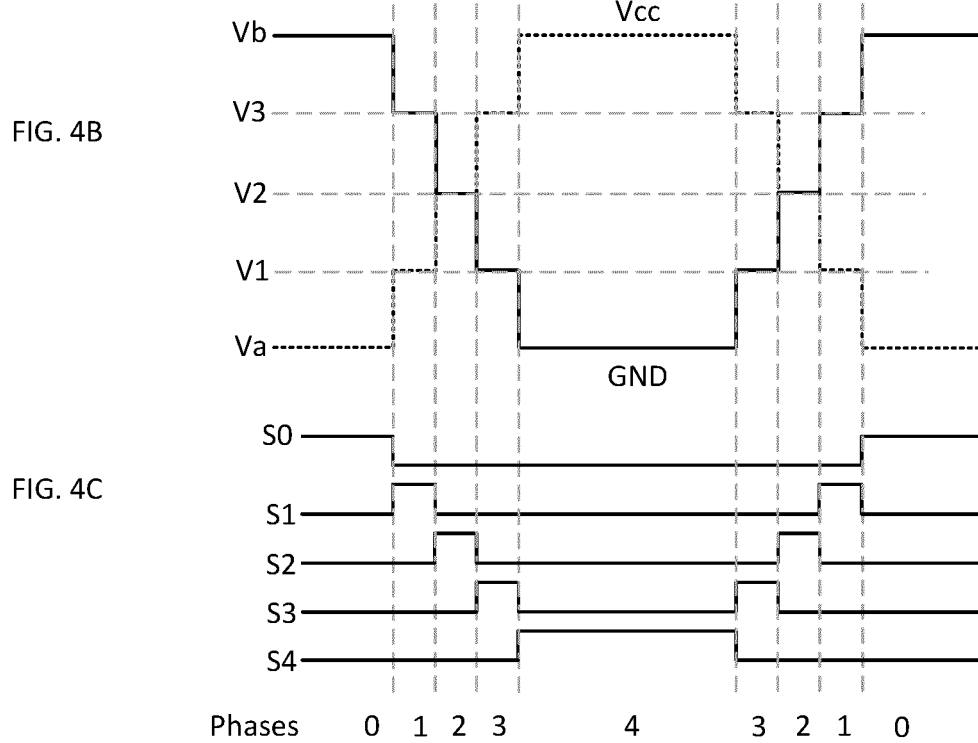 Vcc
Vb
V3
FIG. 4B
V2
V1
Va
GND
S0
FIG. 4C
S1
S2
S3
S4
Phases 0 1 2 3 4 3 2 1 0